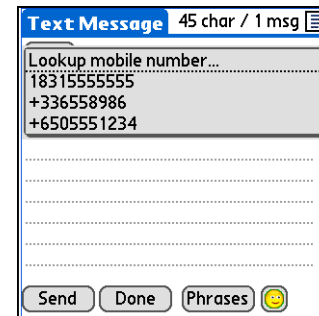 Text Message 45 char / 1 msg
Lookup mobile number...
18315555555
+336558986
+6505551234
Send Done Phrases